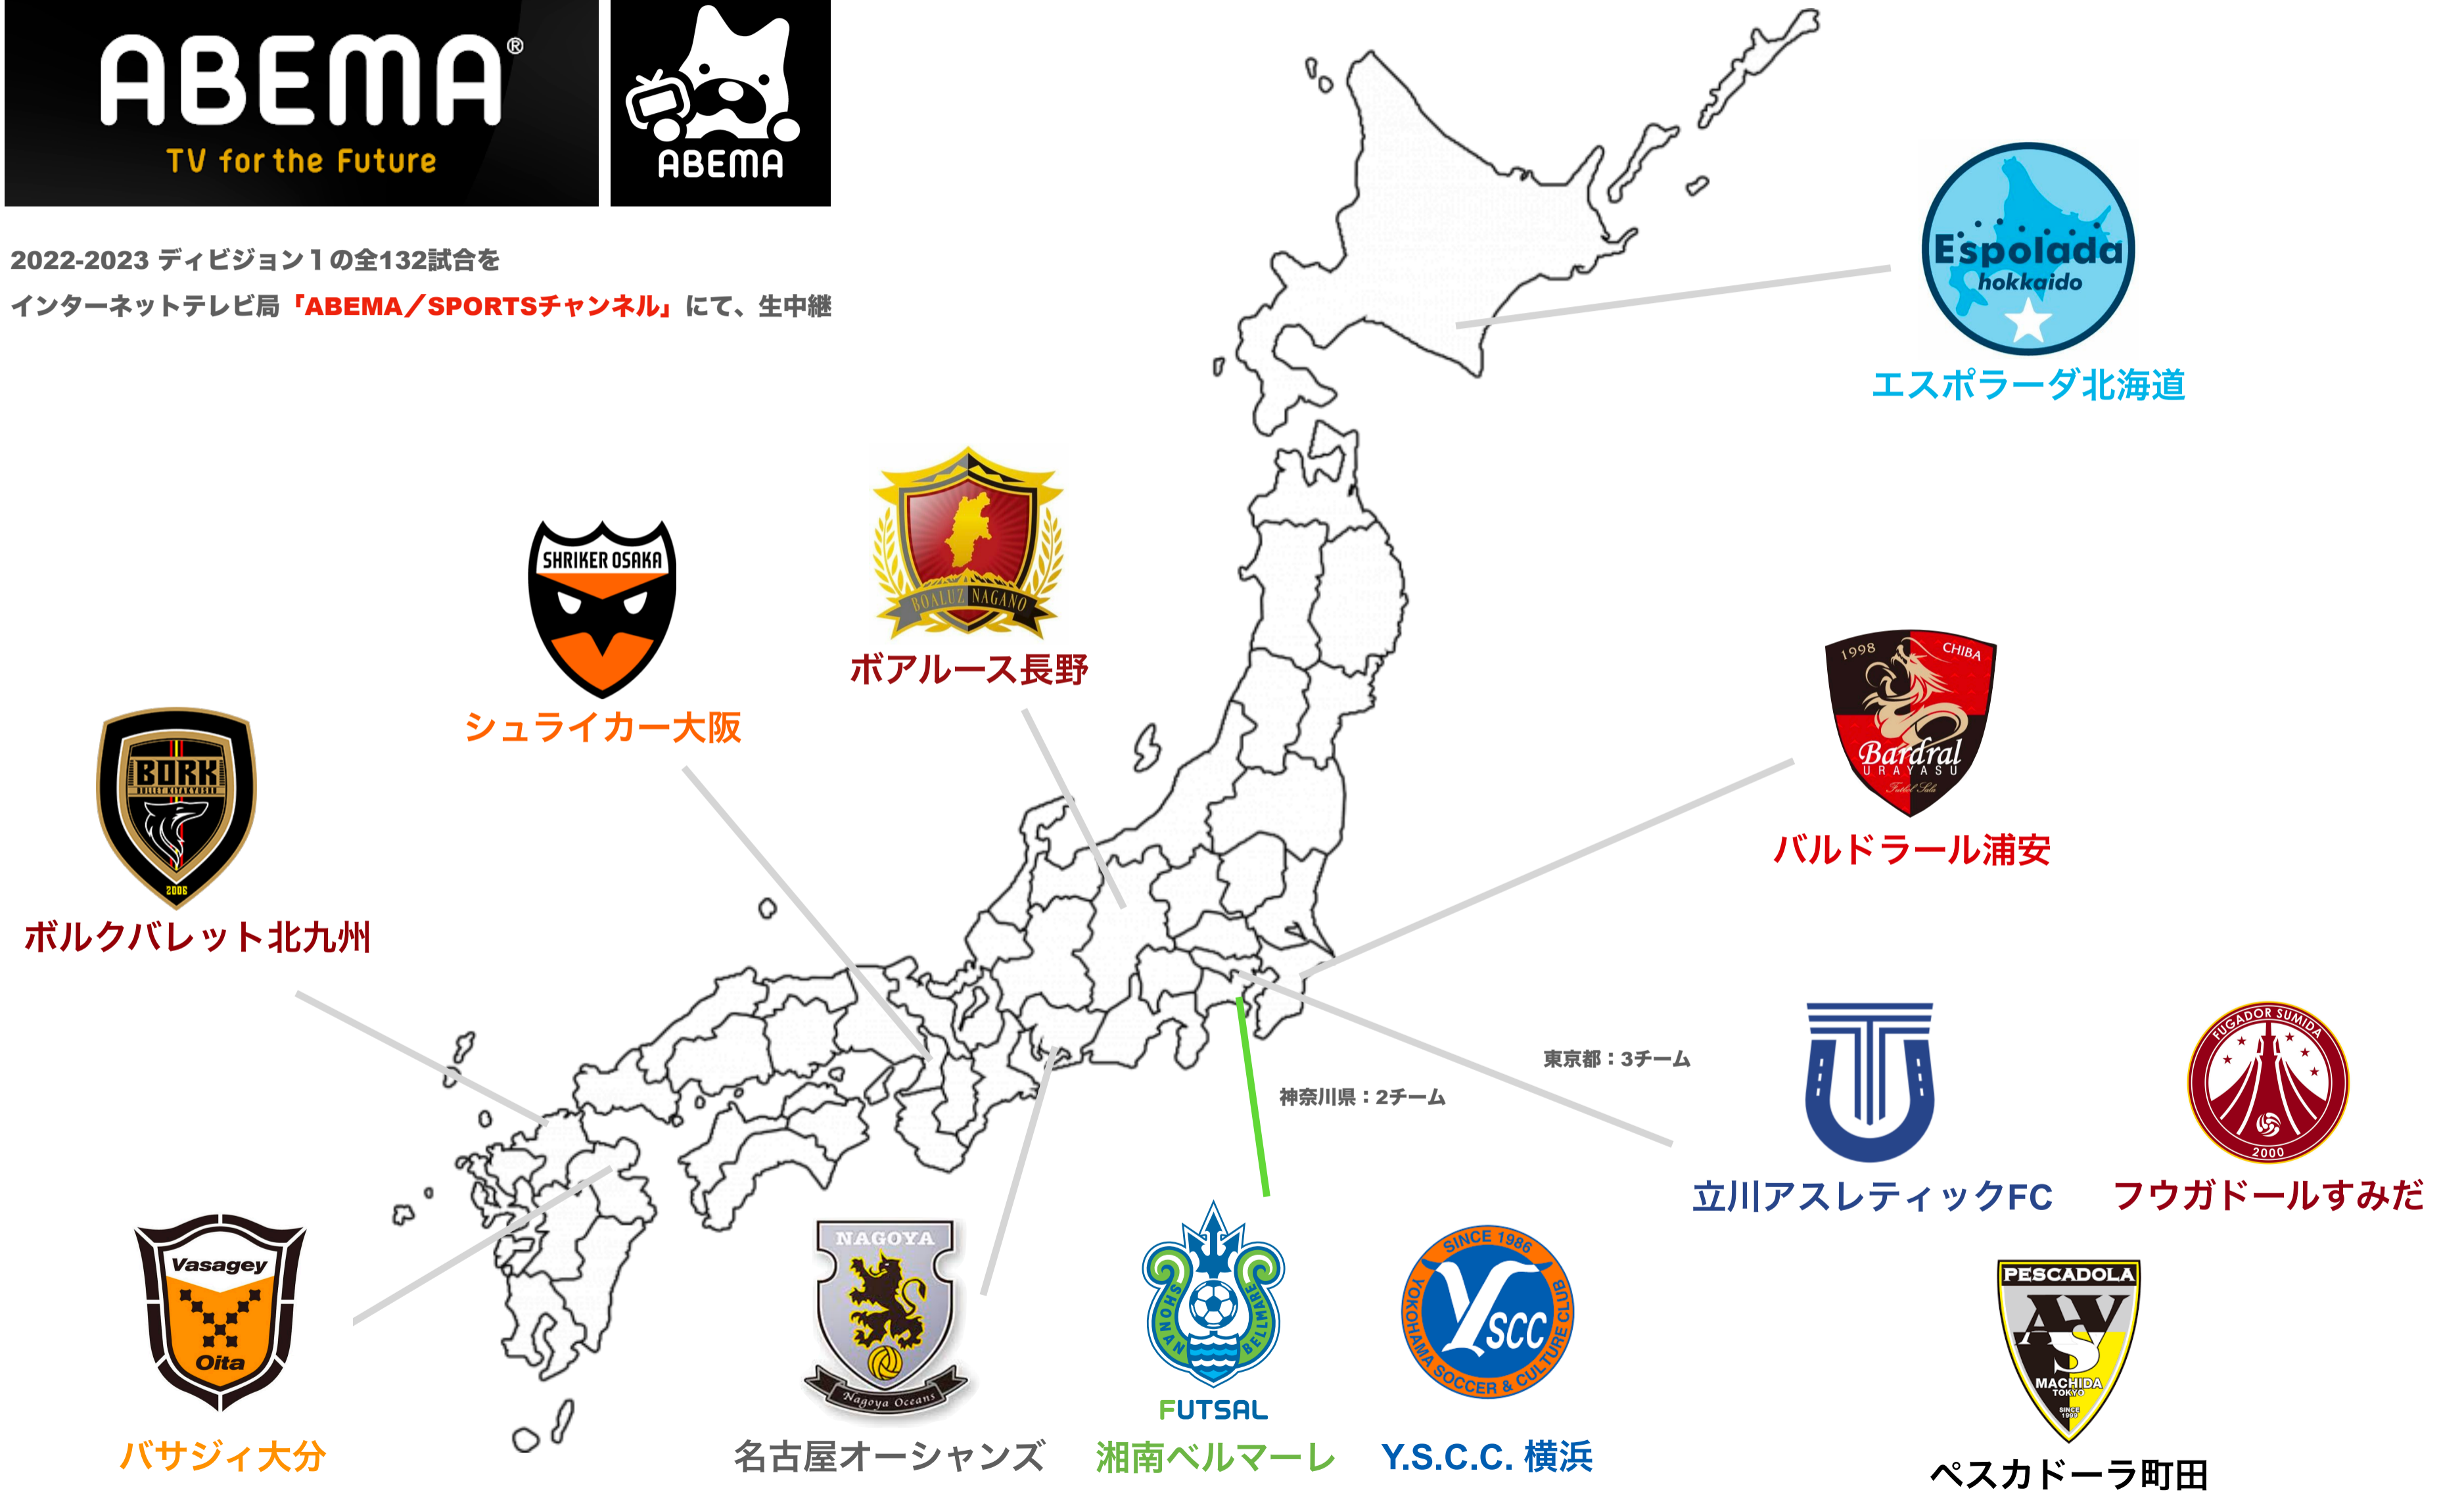 ABEMA®
TV for the Future
ABEMA
2022-2023 ディビジョン１の全132試合を
インターネットテレビ局「ABEMA／SPORTSチャンネル」にて、生中継
Espolada
hokkaido
エスポラーダ北海道
BOALUZ NAGANO
ボアルース長野
SHRIKER OSAKA
シュライカー大阪
1998 CHIBA
Bardral
URAYASU
Futbol Sala
バルドラール浦安
BORK
BULLET KITAKYUSHU
2006
ボルクバレット北九州
東京都：3チーム
神奈川県：2チーム
立川アスレティックFC
FUGADOR SUMIDA
2000
フウガドールすみだ
Vasagey
Oita
バサジィ大分
NAGOYA
Nagoya Oceans
名古屋オーシャンズ
SHONAN BELLMARE
FUTSAL
湘南ベルマーレ
SINCE 1986
YSCC
YOKOHAMA SOCCER & CULTURE CLUB
Y.S.C.C. 横浜
PESCADOLA
MACHIDA
TOKYO
SINCE
1999
ペスカドーラ町田